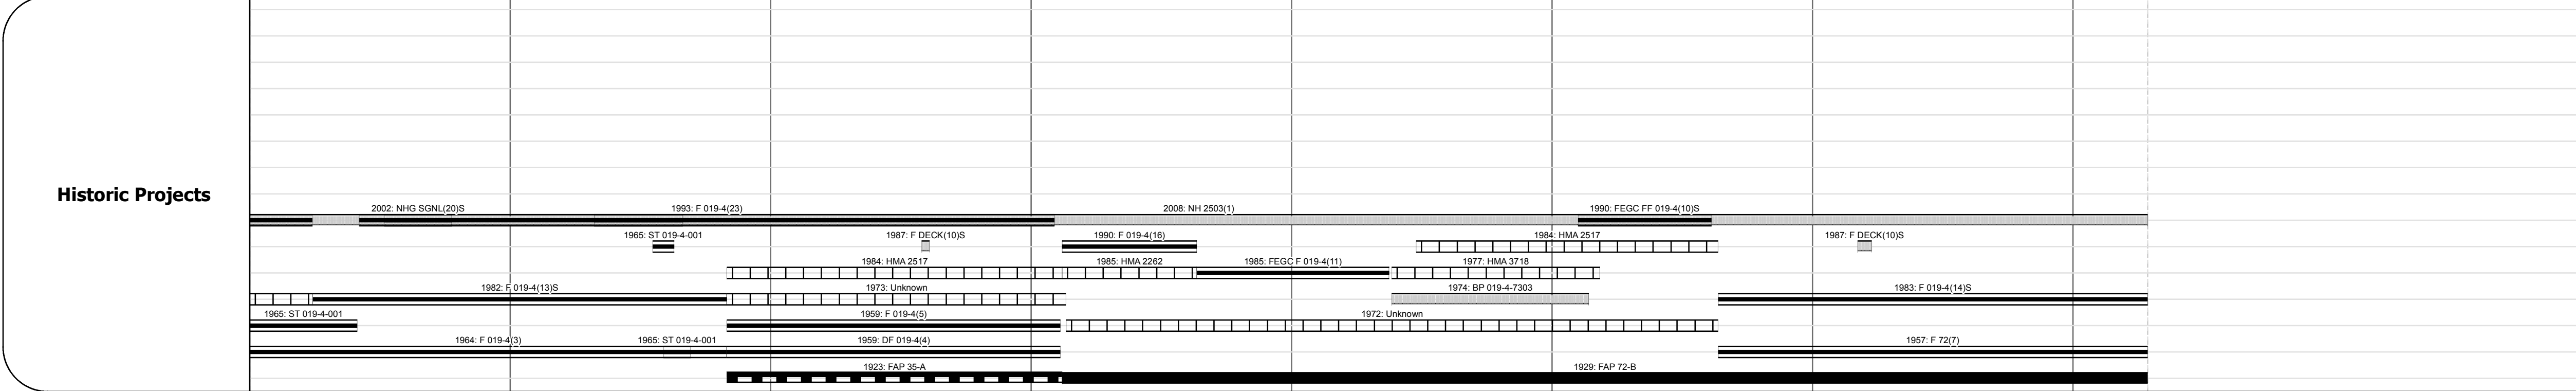 Historic Projects
2002: NHG SGNL(20)S 1993: F 019-4(23) 2008: NH 2503(1) 1990: FEGC FF 019-4(10)S
1965: ST 019-4-001 1987: F DECK(10)S 1990: F 019-4(16) 1984: HMA 2517 1987: F DECK(10)S
1984: HMA 2517 1985: HMA 2262 1985: FEGC F 019-4(11) 1977: HMA 3718
1982: F 019-4(13)S 1973: Unknown 1974: BP 019-4-7303 1983: F 019-4(14)S
1965: ST 019-4-001 1959: F 019-4(5) 1972: Unknown
1964: F 019-4(3) 1965: ST 019-4-001 1959: DF 019-4(4) 1957: F 72(7)
1923: FAP 35-A 1929: FAP 72-B